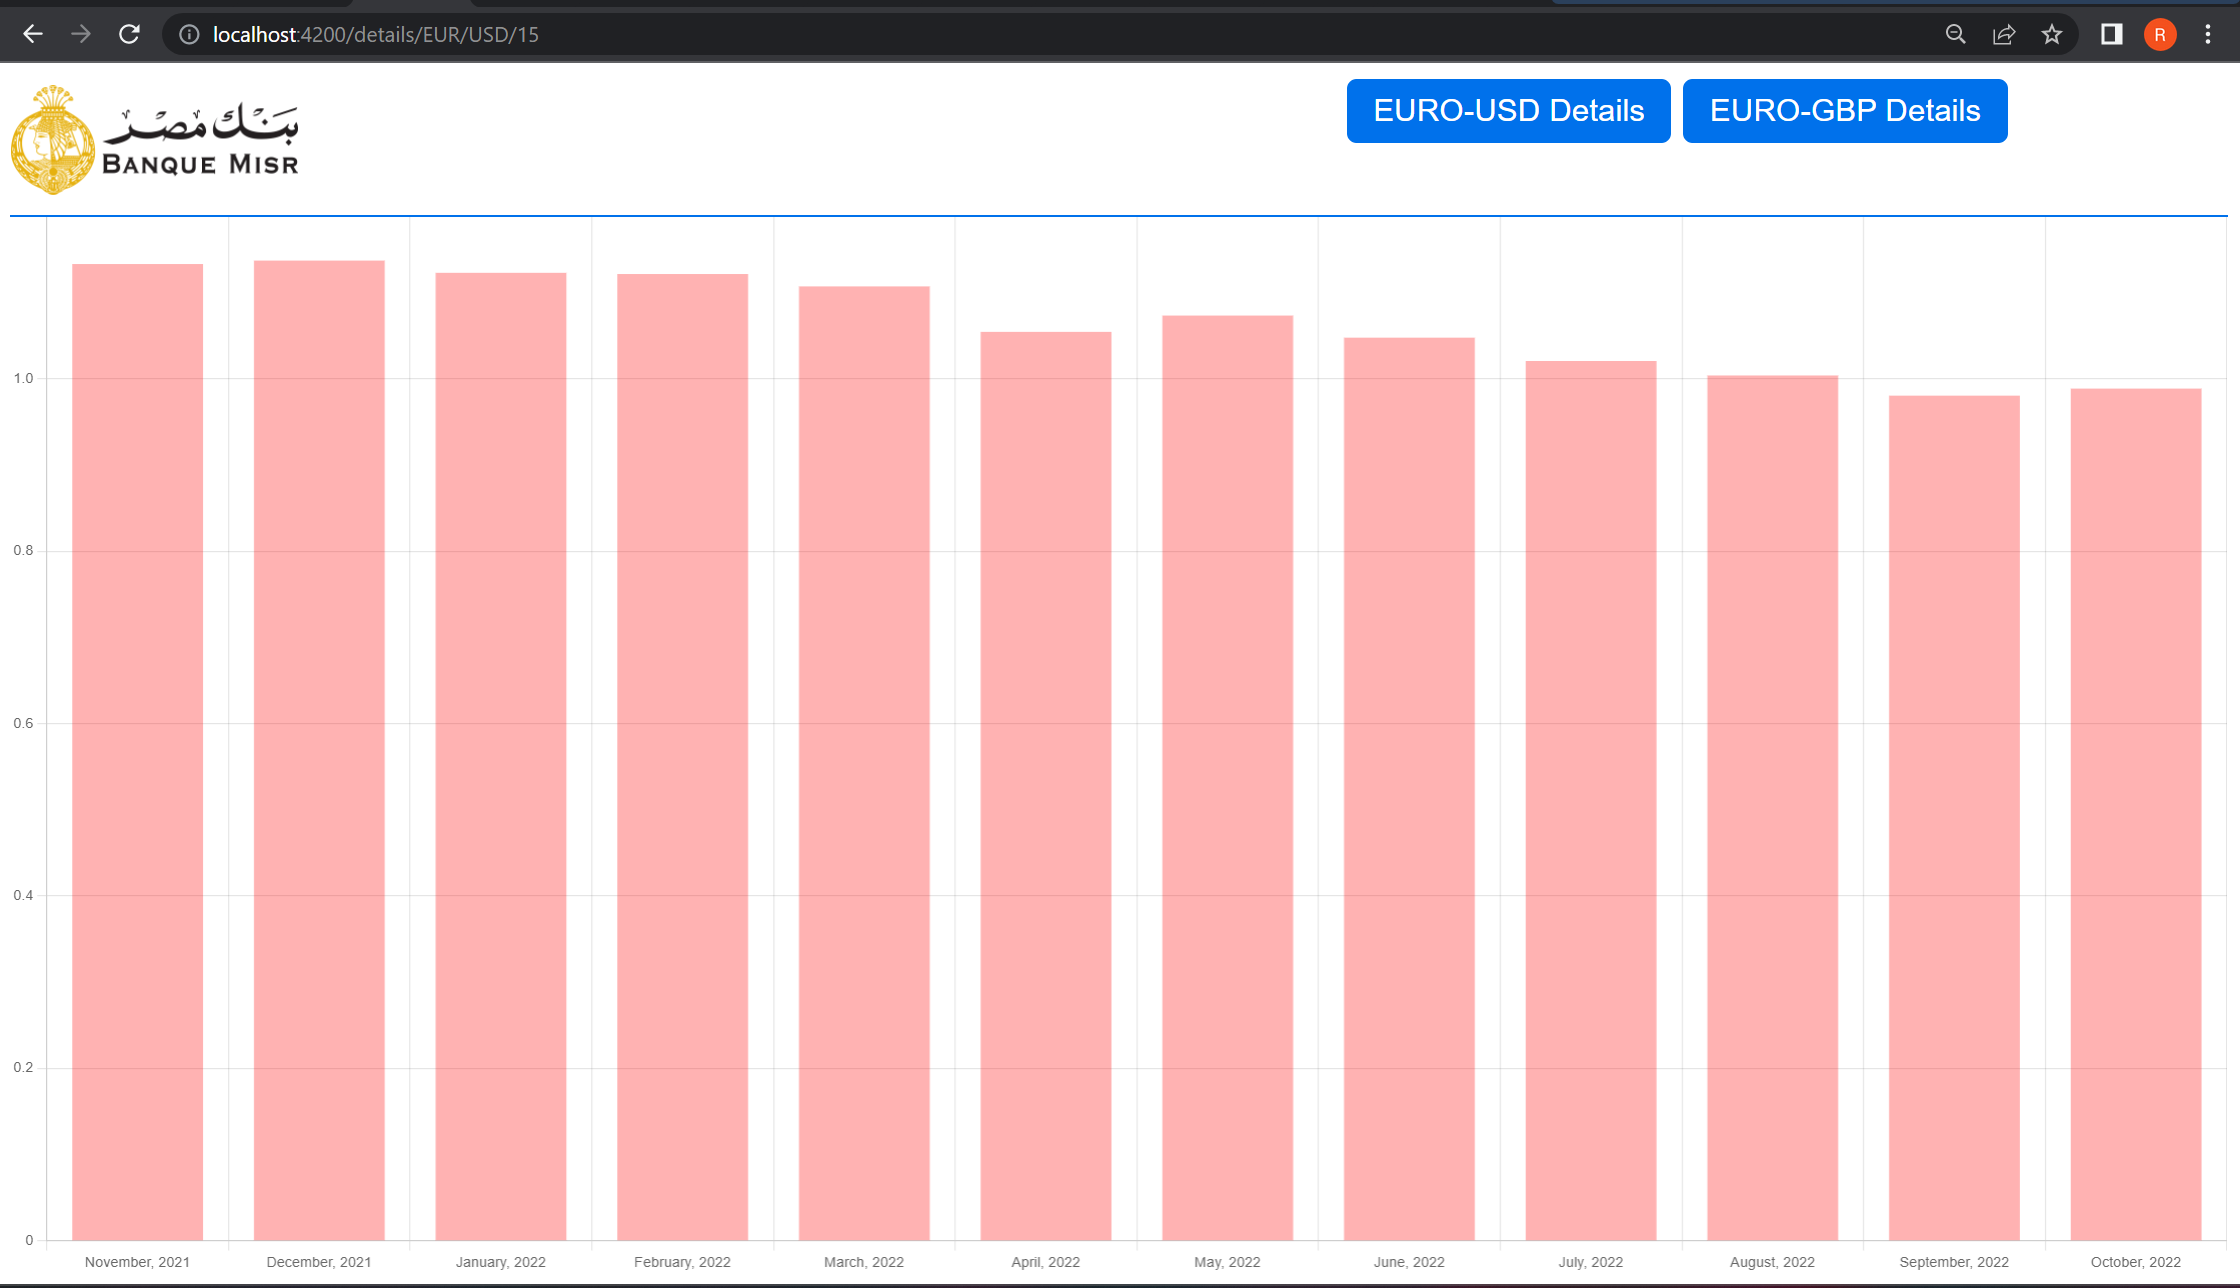 localhost:4200/details/EUR/USD/15
R
بنك مصر
BANQUE MISR
EURO-USD Details
EURO-GBP Details
1.0
0.8
0.6
0.4
0.2
0
November, 2021
December, 2021
January, 2022
February, 2022
March, 2022
April, 2022
May, 2022
June, 2022
July, 2022
August, 2022
September, 2022
October, 2022